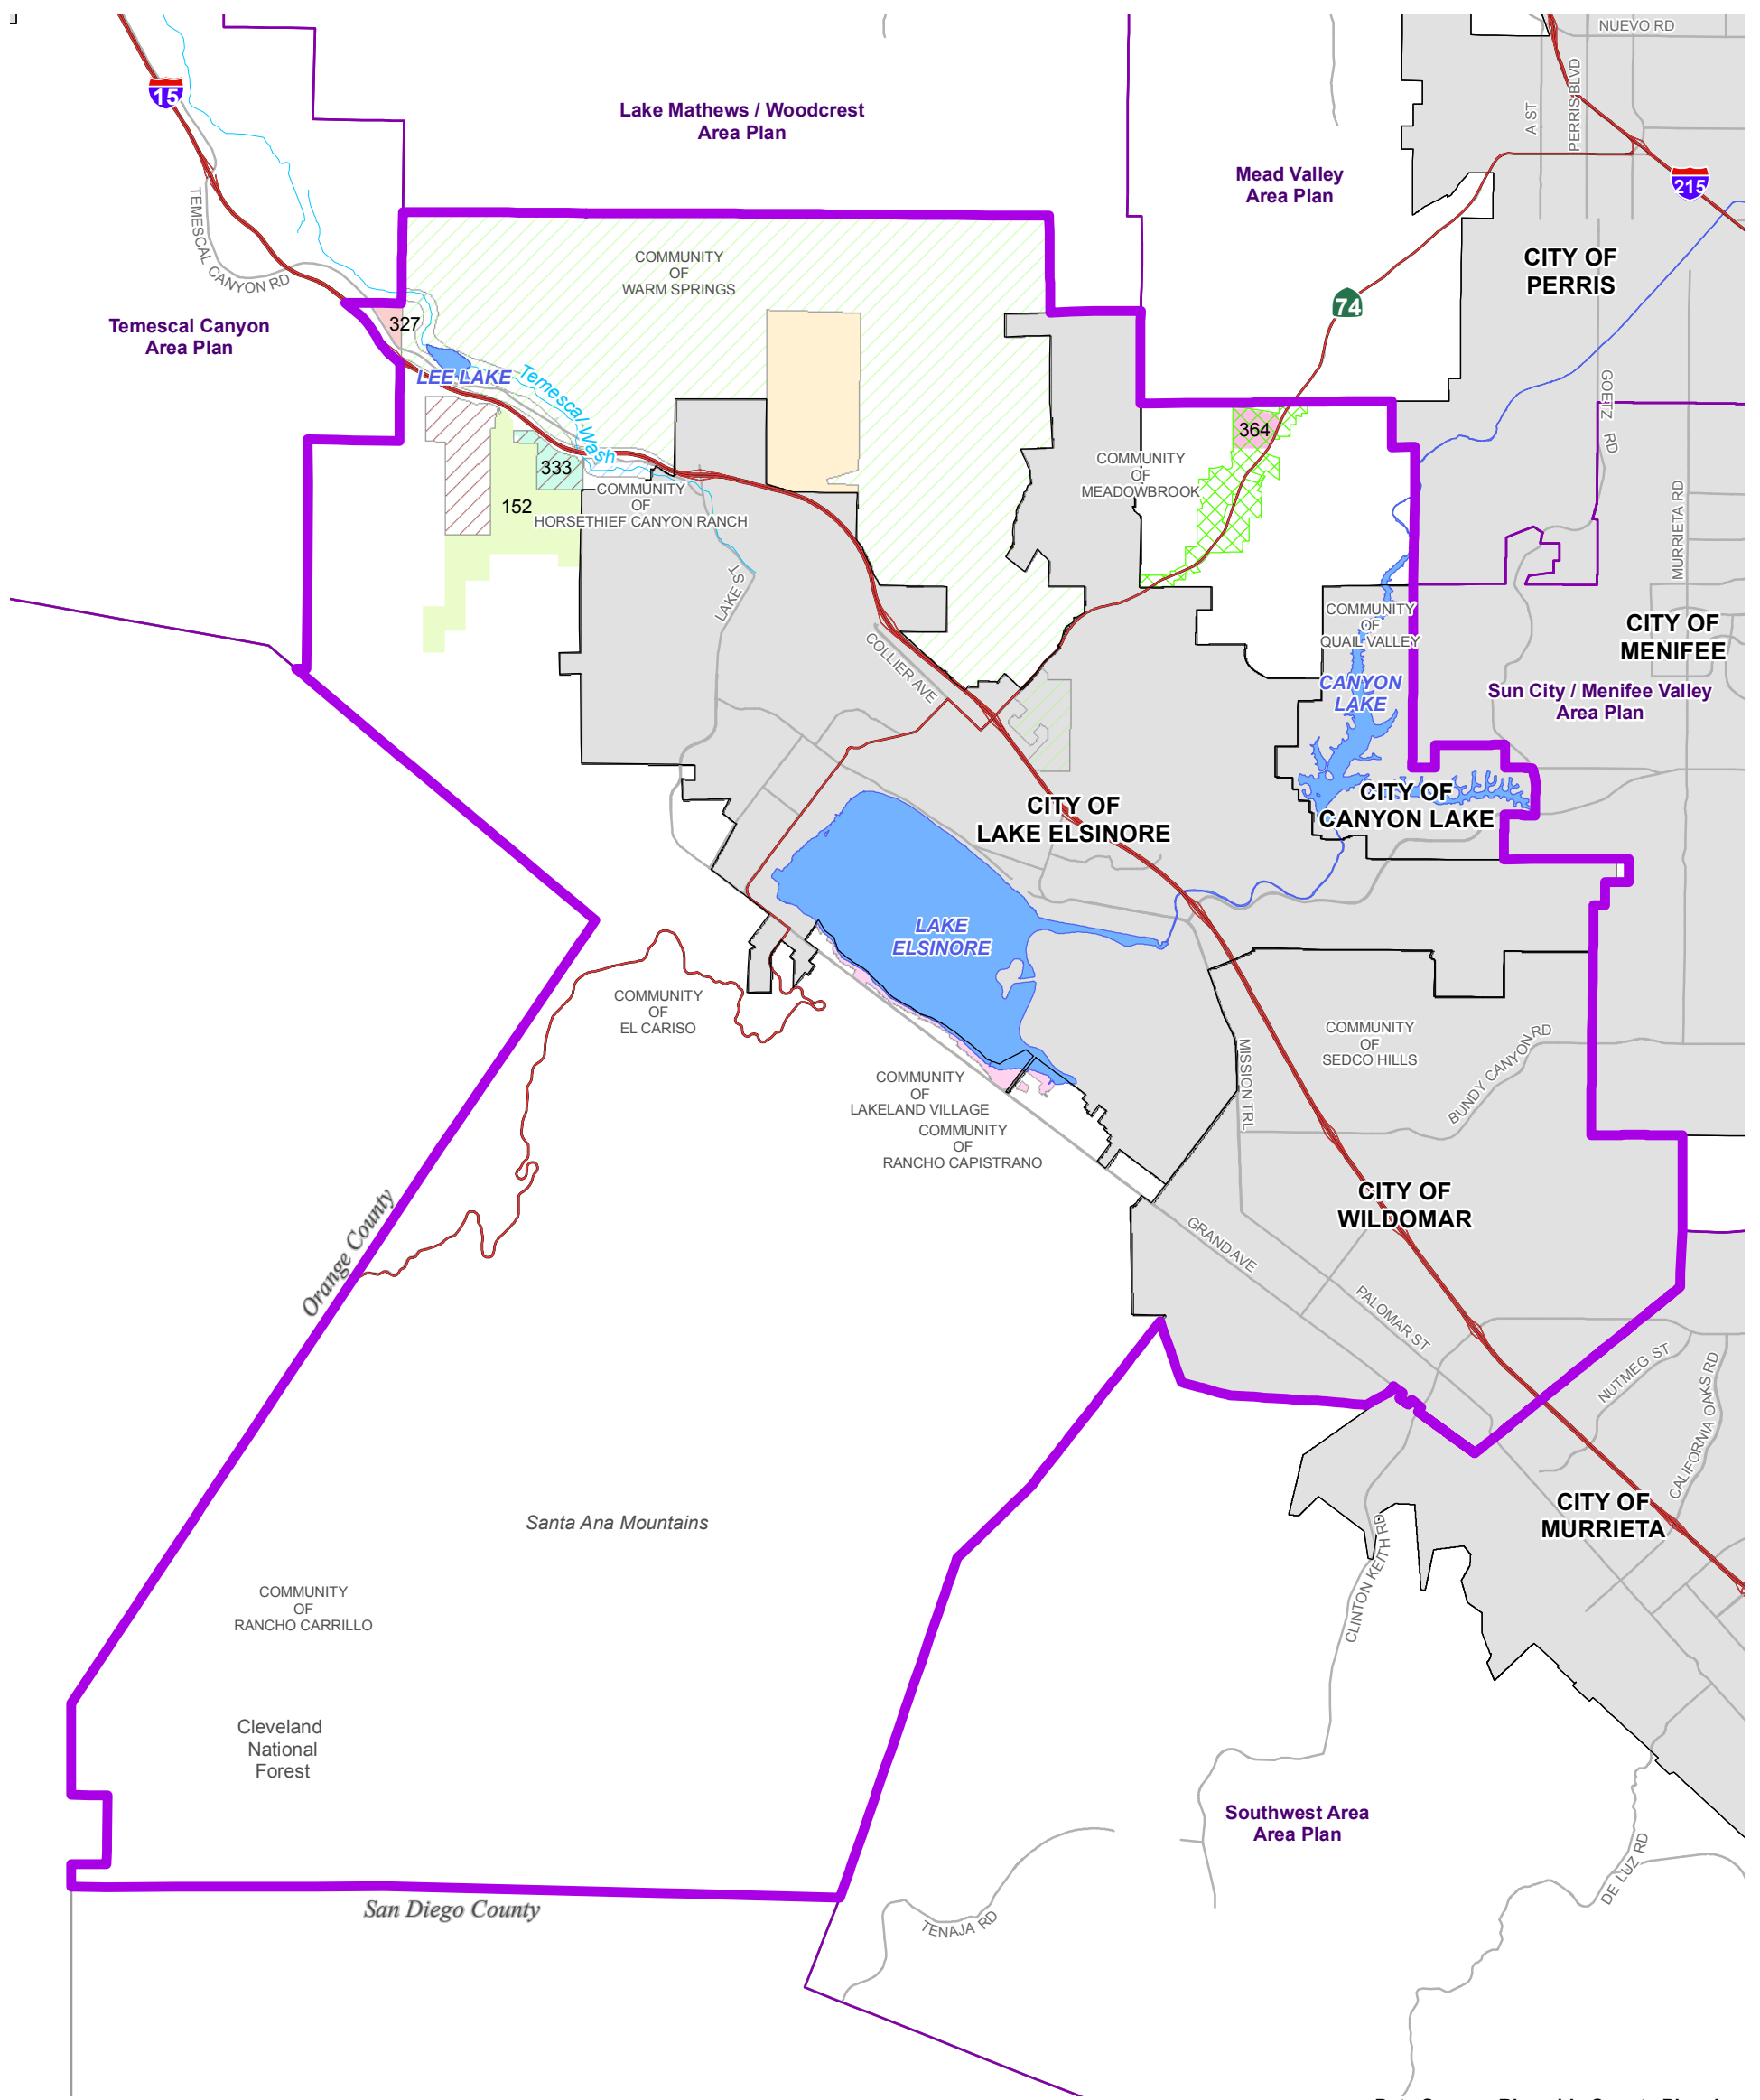 NUEVO RD
15
Lake Mathews / Woodcrest
Area Plan
A ST
PERRIS BLVD
Mead Valley
Area Plan
215
TEMESCAL CANYON RD
COMMUNITY
OF
WARM SPRINGS
CITY OF
PERRIS
74
Temescal Canyon
Area Plan
327
LEE LAKE
Temescal Wash
GOETZ RD
364
333
COMMUNITY
OF
MEADOWBROOK
COMMUNITY
OF
HORSETHIEF CANYON RANCH
152
MURRIETA RD
LAKE ST
COMMUNITY
OF
QUAIL VALLEY
CITY OF
MENIFEE
COLLIER AVE
CANYON
LAKE
Sun City / Menifee Valley
Area Plan
CITY OF
CANYON LAKE
CITY OF
LAKE ELSINORE
LAKE
ELSINORE
COMMUNITY
OF
EL CARISO
COMMUNITY
OF
SEDCO HILLS
MISION TRL
BUNDY CANYON RD
COMMUNITY
OF
LAKELAND VILLAGE
COMMUNITY
OF
RANCHO CAPISTRANO
CITY OF
WILDOMAR
Orange County
GRAND AVE
PALOMAR ST
NUTMEG ST
CALIFORNIA OAKS RD
CITY OF
MURRIETA
Santa Ana Mountains
CLINTON KEITH RD
COMMUNITY
OF
RANCHO CARRILLO
Cleveland
National
Forest
Southwest Area
Area Plan
DE LUZ RD
San Diego County
TENAJA RD